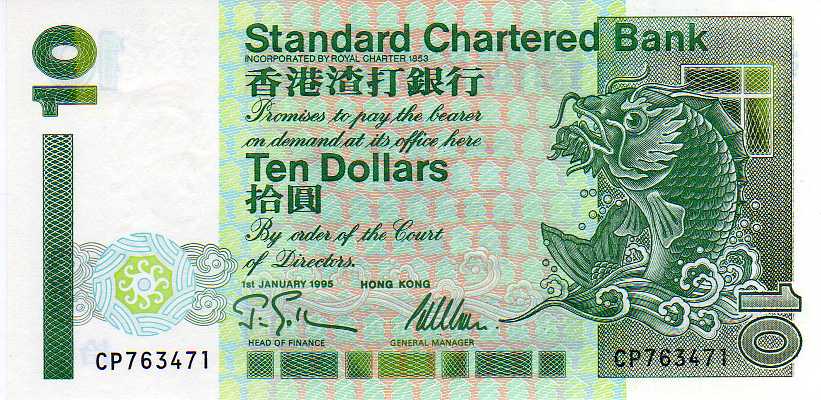 10
Standard Chartered Bank
INCORPORATED BY ROYAL CHARTER 1853
香港渣打銀行
Promises to pay the bearer
on demand at its office here
Ten Dollars
拾圓
By order of the Court
of Directors.
1ST JANUARY 1995 HONG KONG
HEAD OF FINANCE GENERAL MANAGER
CP763471 CP763471
10